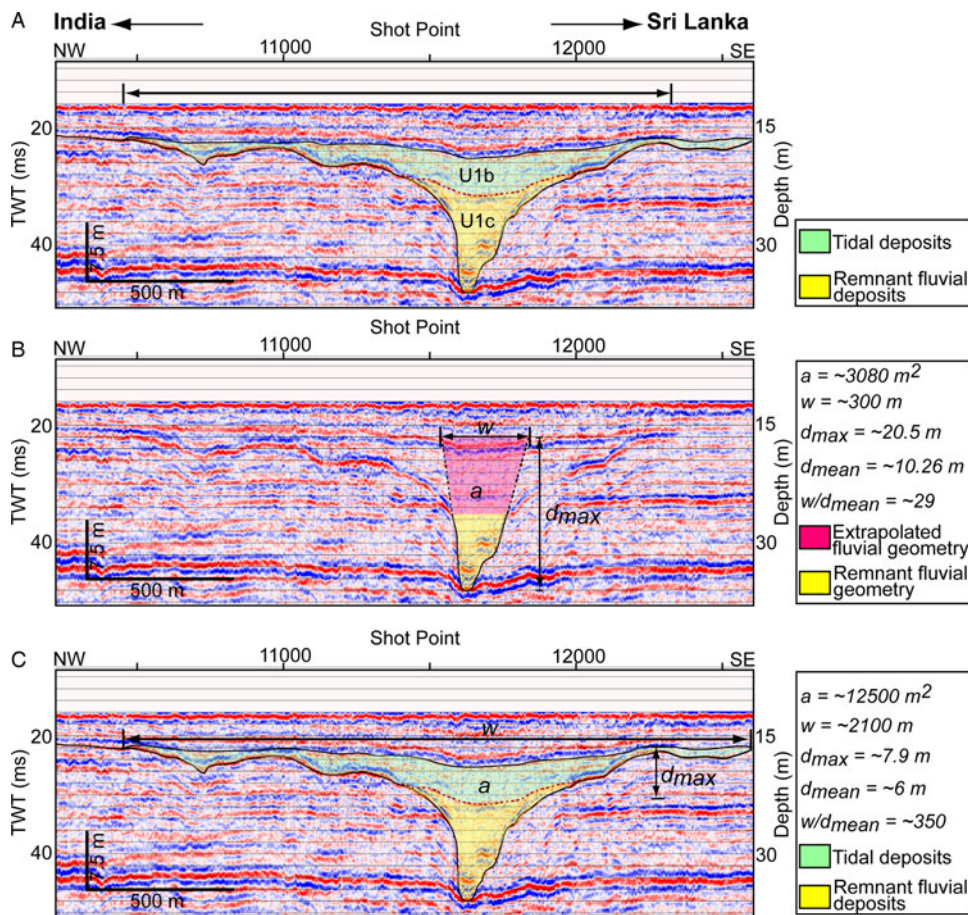 A
India
Shot Point
Sri Lanka
NW
11000
12000
SE
20
15
TWT (ms)
Depth (m)
U1b
U1c
40
30
7.5 m
500 m
Tidal deposits
Remnant fluvial
deposits
B
Shot Point
NW
11000
12000
SE
20
15
TWT (ms)
Depth (m)
w
a
dmax
40
30
7.5 m
500 m
a = ~3080 m²
w = ~300 m
dmax = ~20.5 m
dmean = ~10.26 m
w/dmean = ~29
Extrapolated
fluvial geometry
Remnant fluvial
geometry
C
Shot Point
NW
11000
12000
SE
20
15
TWT (ms)
Depth (m)
w
a
dmax
40
30
7.5 m
500 m
a = ~12500 m²
w = ~2100 m
dmax = ~7.9 m
dmean = ~6 m
w/dmean = ~350
Tidal deposits
Remnant fluvial
deposits